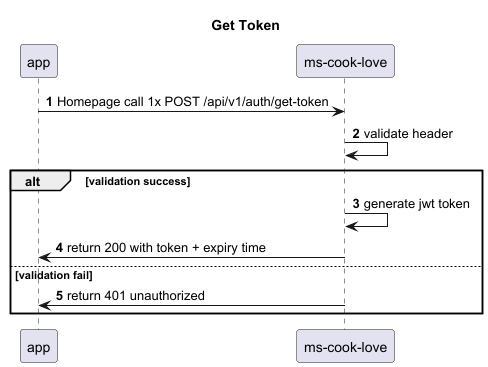 Get Token
app ms-cook-love
1 Homepage call 1x POST /api/v1/auth/get-token
2 validate header
alt [validation success]
3 generate jwt token
4 return 200 with token + expiry time
[validation fail]
5 return 401 unauthorized
app ms-cook-love